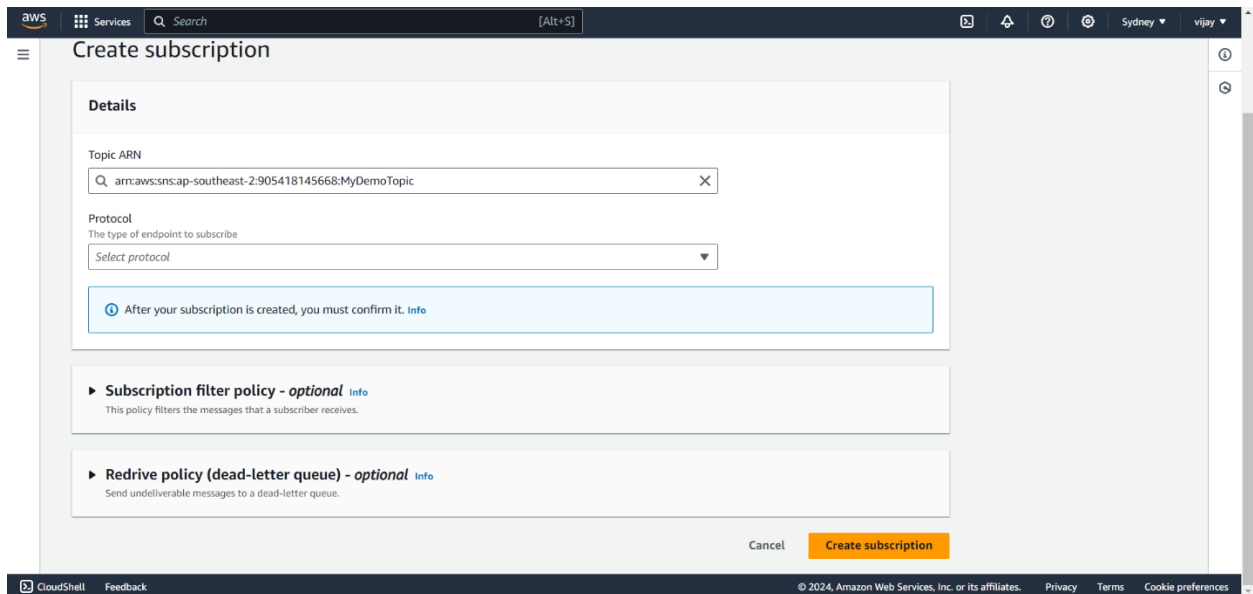 aws Services Search [Alt+S] Sydney vijay
Create subscription
Details
Topic ARN
arn:aws:sns:ap-southeast-2:905418145668:MyDemoTopic
Protocol
The type of endpoint to subscribe
Select protocol
After your subscription is created, you must confirm it. Info
Subscription filter policy - optional Info
This policy filters the messages that a subscriber receives.
Redrive policy (dead-letter queue) - optional Info
Send undeliverable messages to a dead-letter queue.
Cancel Create subscription
CloudShell Feedback © 2024, Amazon Web Services, Inc. or its affiliates. Privacy Terms Cookie preferences